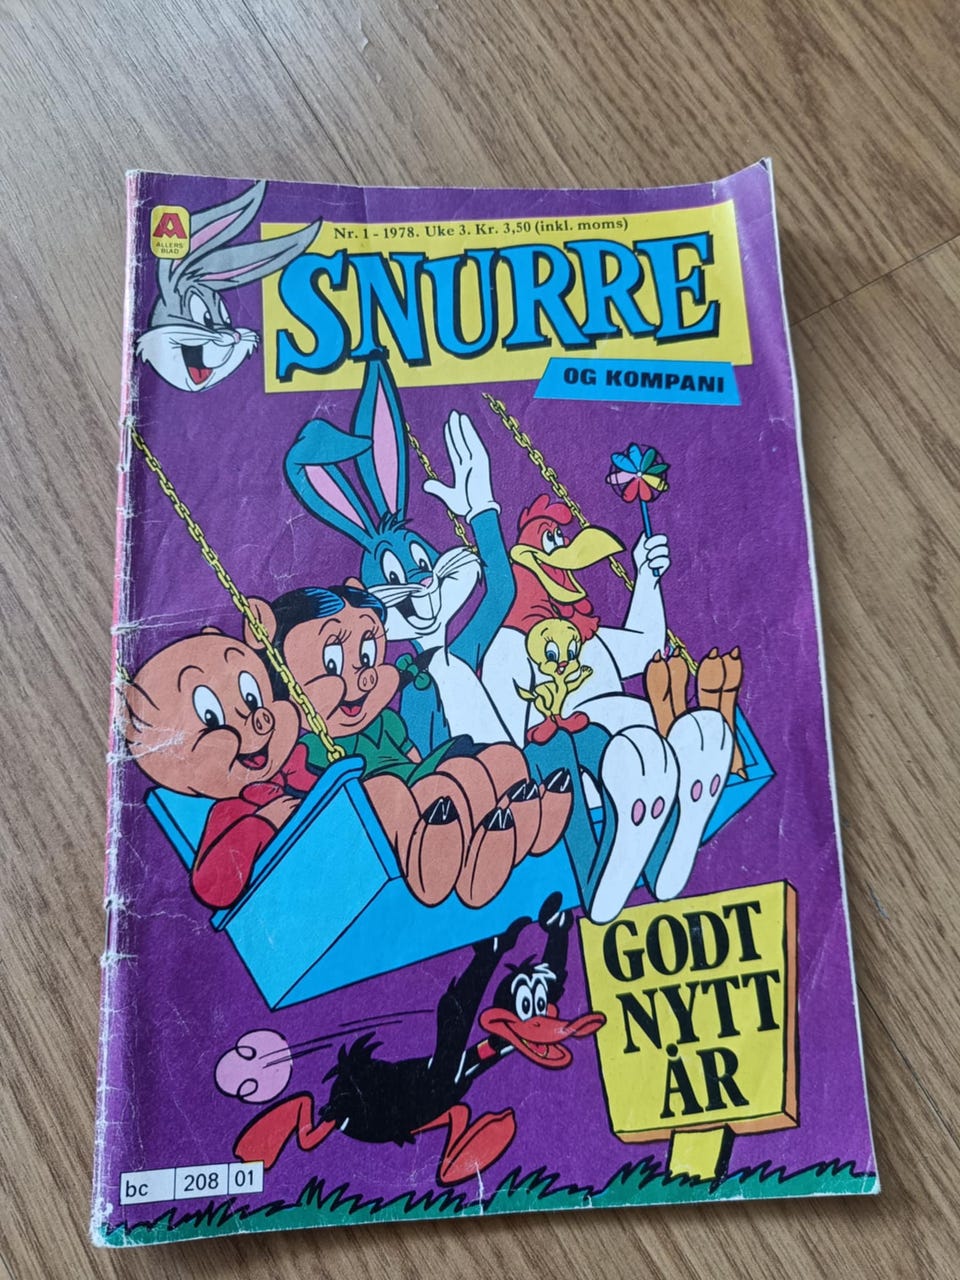 A
ALLERS
BLAD
Nr. 1 - 1978. Uke 3. Kr. 3,50 (inkl. moms)
SNURRE
OG KOMPANI
GODT
NYTT
ÅR
bc 208 01